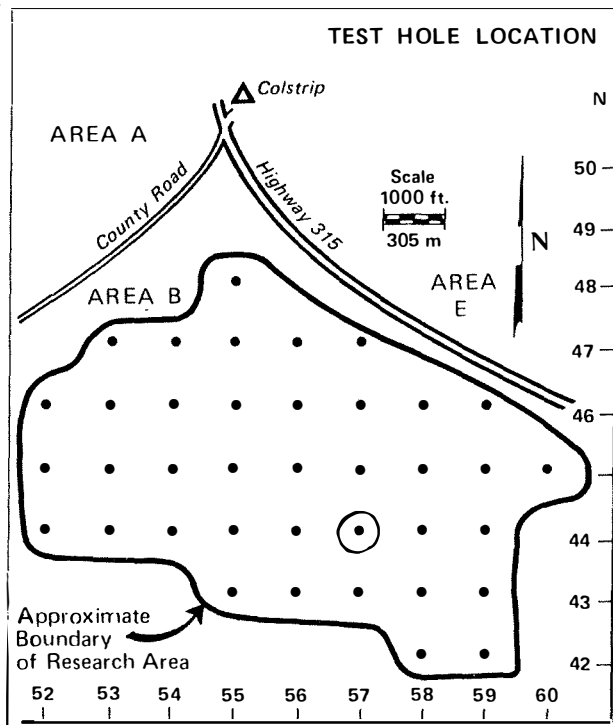 TEST HOLE LOCATION
Colstrip
N
AREA A
County Road
Highway 315
Scale
1000 ft.
305 m
N
AREA B
AREA
E
50
49
48
47
46
45
44
43
42
Approximate
Boundary
of Research Area
52 53 54 55 56 57 58 59 60